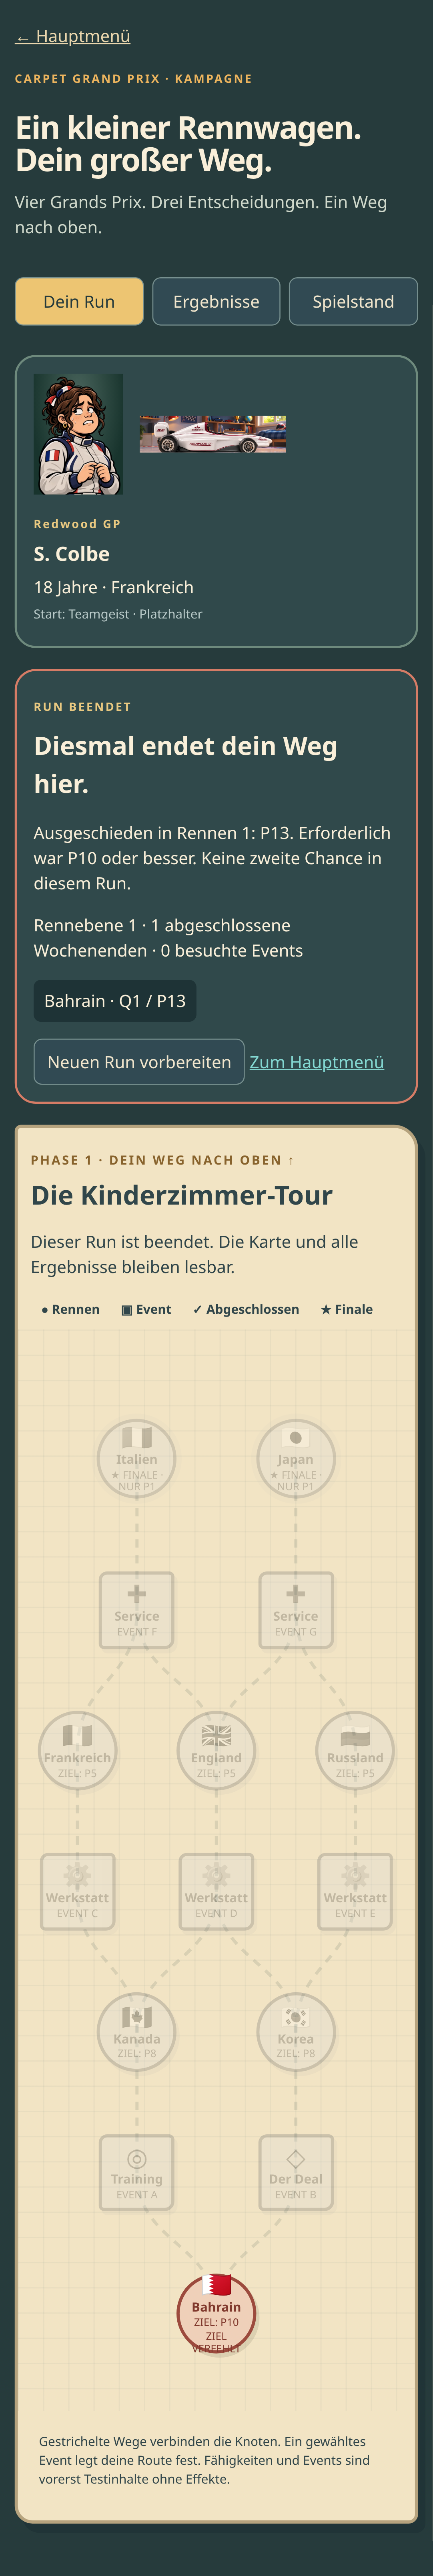 ← Hauptmenü
CARPET GRAND PRIX · KAMPAGNE
Ein kleiner Rennwagen.
Dein großer Weg.
Vier Grands Prix. Drei Entscheidungen. Ein Weg
nach oben.
Dein Run Ergebnisse Spielstand
Redwood GP
S. Colbe
18 Jahre · Frankreich
Start: Teamgeist · Platzhalter
RUN BEENDET
Diesmal endet dein Weg
hier.
Ausgeschieden in Rennen 1: P13. Erforderlich
war P10 oder besser. Keine zweite Chance in
diesem Run.
Rennebene 1 · 1 abgeschlossene
Wochenenden · 0 besuchte Events
Bahrain · Q1 / P13
Neuen Run vorbereiten Zum Hauptmenü
PHASE 1 · DEIN WEG NACH OBEN ↑
Die Kinderzimmer-Tour
Dieser Run ist beendet. Die Karte und alle
Ergebnisse bleiben lesbar.
● Rennen ▣ Event ✓ Abgeschlossen ★ Finale
Italien Japan
★ FINALE · ★ FINALE ·
NUR P1 NUR P1
Service Service
EVENT F EVENT G
Frankreich England Russland
ZIEL: P5 ZIEL: P5 ZIEL: P5
Werkstatt Werkstatt Werkstatt
EVENT C EVENT D EVENT E
Kanada Korea
ZIEL: P8 ZIEL: P8
Training Der Deal
EVENT A EVENT B
Bahrain
ZIEL: P10
ZIEL
VERFEHLT
Gestrichelte Wege verbinden die Knoten. Ein gewähltes
Event legt deine Route fest. Fähigkeiten und Events sind
vorerst Testinhalte ohne Effekte.